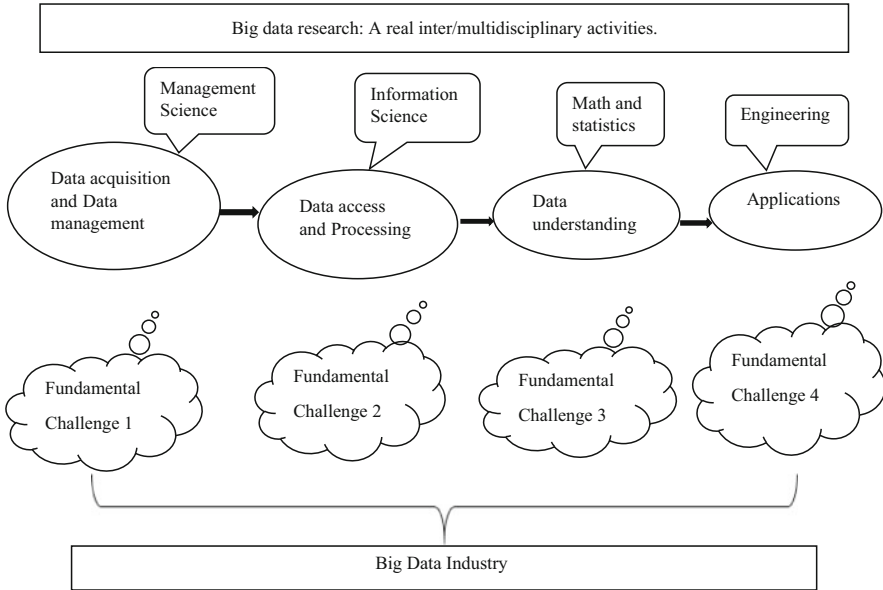 Big data research: A real inter/multidisciplinary activities.
Management
Science
Information
Science
Math and
statistics
Engineering
Data acquisition
and Data
management
Data access
and Processing
Data
understanding
Applications
Fundamental
Challenge 1
Fundamental
Challenge 2
Fundamental
Challenge 3
Fundamental
Challenge 4
Big Data Industry